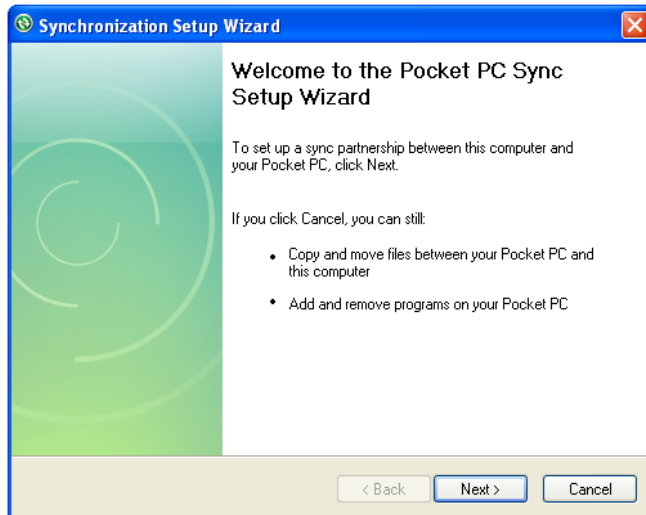 Synchronization Setup Wizard
Welcome to the Pocket PC Sync
Setup Wizard
To set up a sync partnership between this computer and
your Pocket PC, click Next.
If you click Cancel, you can still:
• Copy and move files between your Pocket PC and
this computer
• Add and remove programs on your Pocket PC
< Back
Next >
Cancel